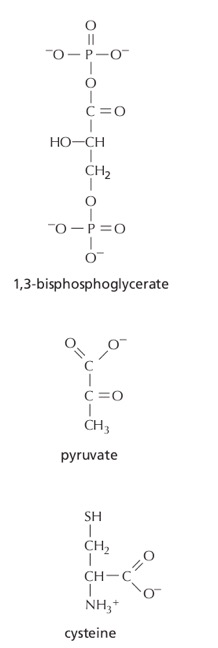 O
⁻O–P–O⁻
O
C=O
HO–CH
CH₂
O
⁻O–P=O
O⁻
1,3-bisphosphoglycerate
O O⁻
C
C=O
CH₃
pyruvate
SH
CH₂
O
CH–C
O⁻
NH₃⁺
cysteine